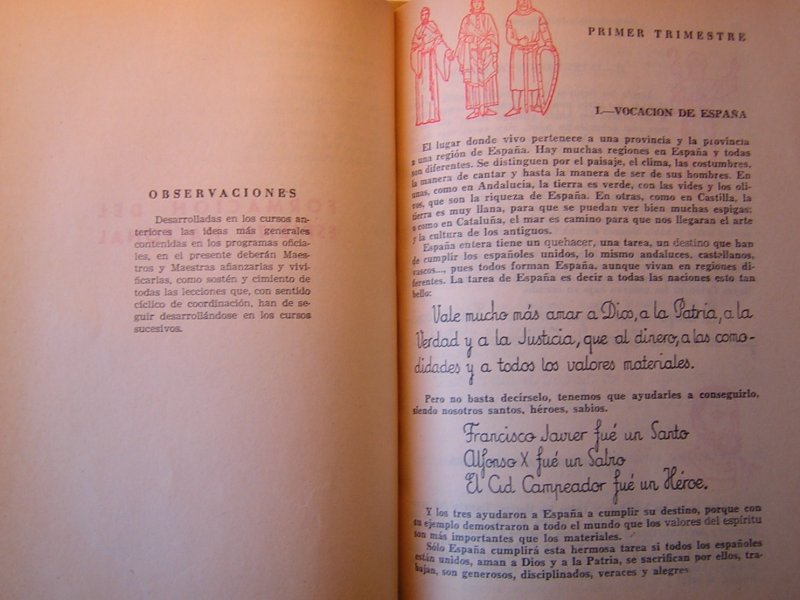 OBSERVACIONES
Desarrolladas en los cursos an-
teriores las ideas más generales
contenidas en los programas oficia-
les, en el presente deberán Maes-
tros y Maestras afianzarlas y vivi-
ficarlas, como sostén y cimiento de
todas las lecciones que, con sentido
cíclico de coordinación, han de se-
guir desarrollándose en los cursos
sucesivos.
PRIMER TRIMESTRE
I.—VOCACION DE ESPAÑA
El lugar donde vivo pertenece a una provincia y la provincia
a una región de España. Hay muchas regiones en España y todas
son diferentes. Se distinguen por el paisaje, el clima, las costumbres,
la manera de cantar y hasta la manera de ser de sus hombres. En
unas, como en Andalucía, la tierra es verde, con las vides y los oli-
vos, que son la riqueza de España. En otras, como en Castilla, la
tierra es muy llana, para que se puedan ver bien muchas espigas;
o como en Cataluña, el mar es camino para que nos llegaran el arte
y la cultura de los antiguos.
España entera tiene un quehacer, una tarea, un destino que han
de cumplir los españoles unidos, lo mismo andaluces, castellanos,
vascos..., pues todos forman España, aunque vivan en regiones di-
ferentes. La tarea de España es decir a todas las naciones esto tan
bello:
Vale mucho más amar a Dios, a la Patria, a la
Verdad y a la Justicia, que al dinero, a las como-
didades y a todos los valores materiales.
Pero no basta decírselo, tenemos que ayudarles a conseguirlo,
siendo nosotros santos, héroes, sabios.
Francisco Javier fué un Santo
Alfonso X fué un Sabio
El Cid Campeador fué un Héroe.
Y los tres ayudaron a España a cumplir su destino, porque con
su ejemplo demostraron a todo el mundo que los valores del espíritu
son más importantes que los materiales.
Sólo España cumplirá esta hermosa tarea si todos los españoles
están unidos, aman a Dios y a la Patria, se sacrifican por ellos, tra-
bajan, son generosos, disciplinados, veraces y alegres